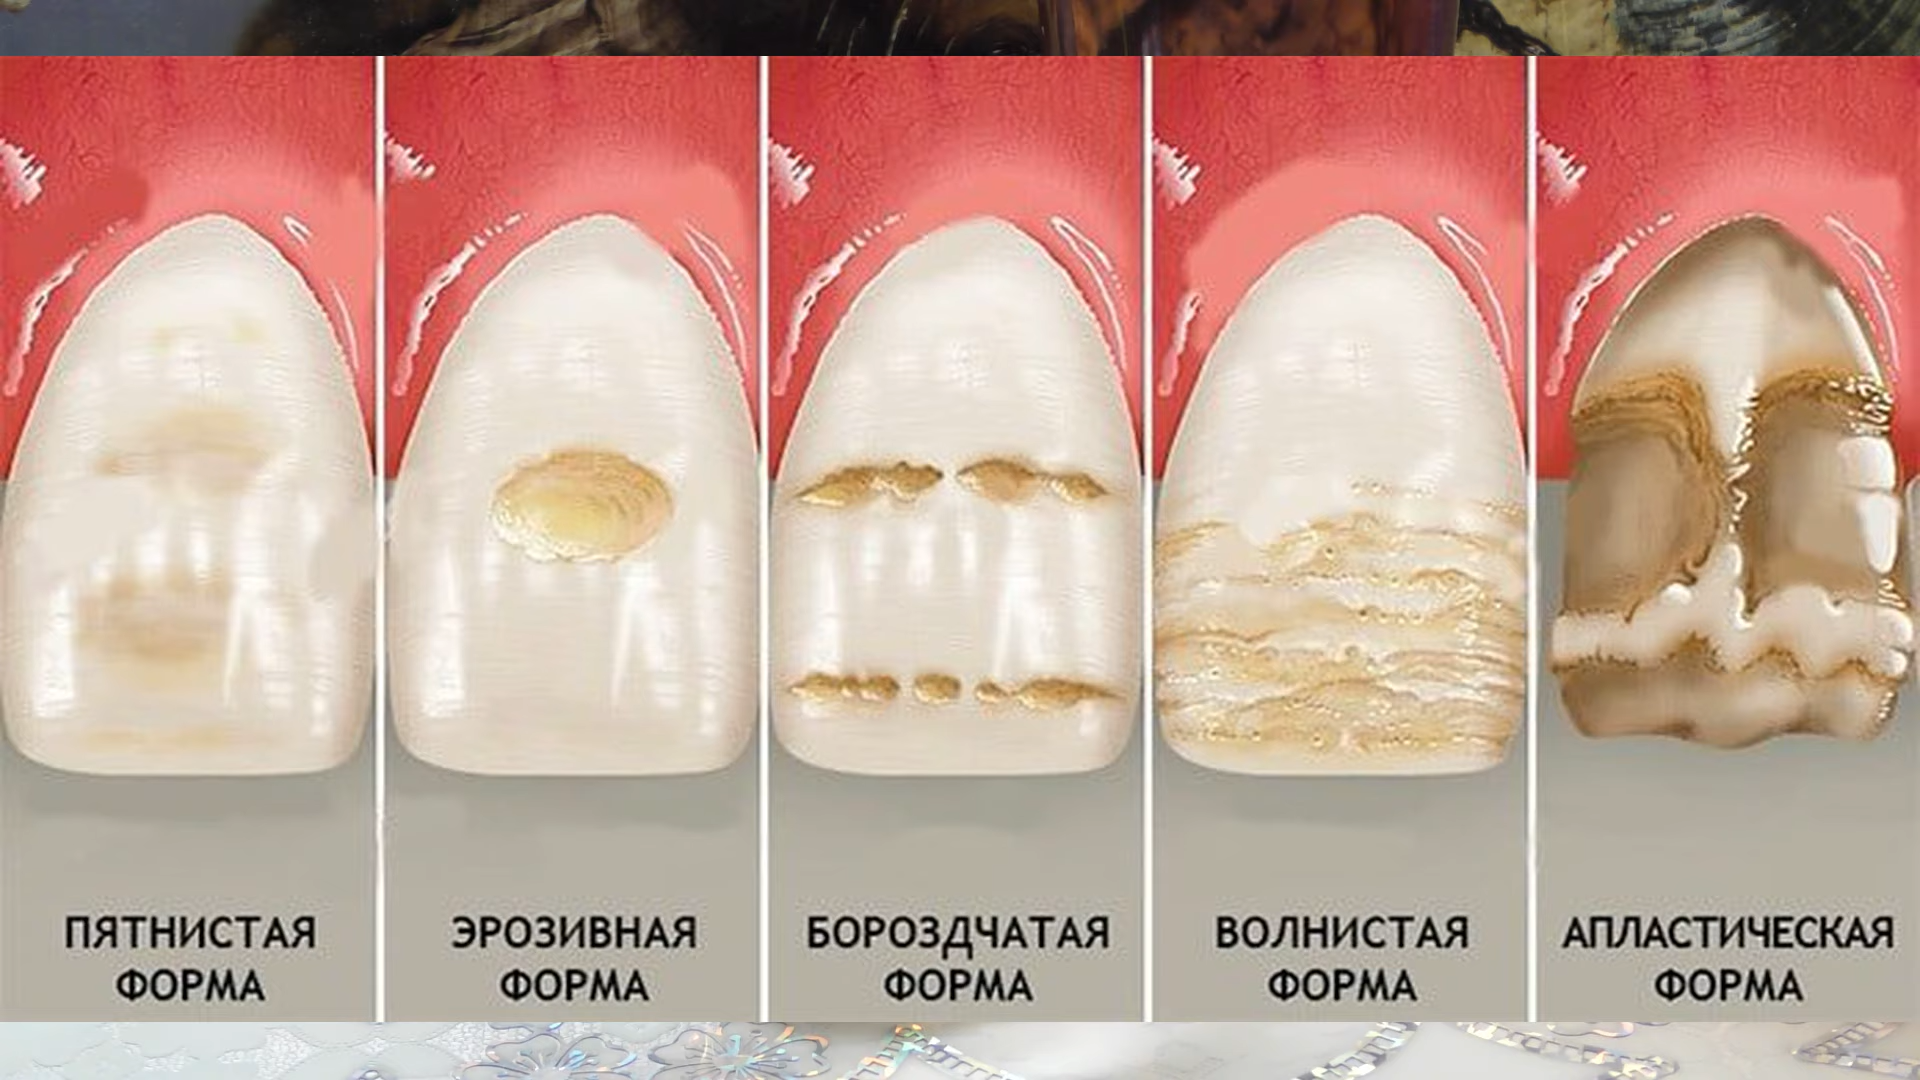 ПЯТНИСТАЯ
ФОРМА
ЭРОЗИВНАЯ
ФОРМА
БОРОЗДЧАТАЯ
ФОРМА
ВОЛНИСТАЯ
ФОРМА
АПЛАСТИЧЕСКАЯ
ФОРМА